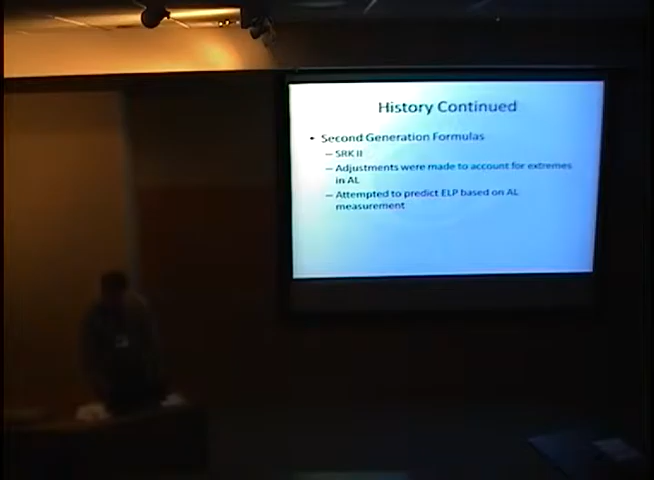 History Continued
• Second Generation Formulas
– SRK II
– Adjustments were made to account for extremes
in AL
– Attempted to predict ELP based on AL
measurement